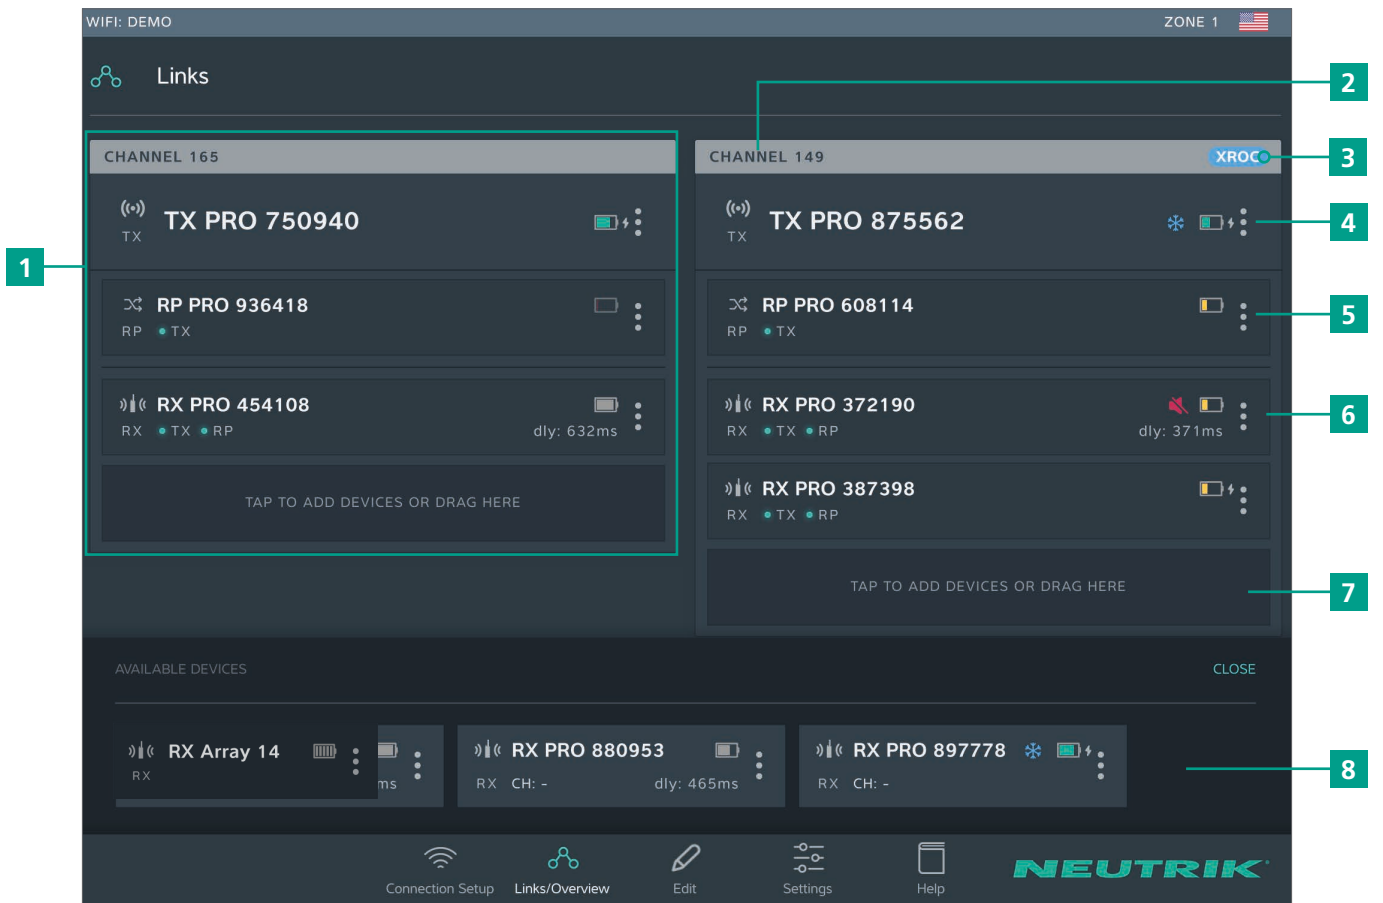 WIFI: DEMO
ZONE 1
Links
2
CHANNEL 165
CHANNEL 149
XROC
3
TX PRO 750940
TX
TX PRO 875562
TX
4
1
RP PRO 936418
RP TX
RP PRO 608114
RP TX
5
RX PRO 454108
RX TX RP
dly: 632ms
RX PRO 372190
RX TX RP
dly: 371ms
6
TAP TO ADD DEVICES OR DRAG HERE
RX PRO 387398
RX TX RP
TAP TO ADD DEVICES OR DRAG HERE
7
AVAILABLE DEVICES
CLOSE
RX Array 14
RX
ms
RX PRO 880953
RX CH: -
dly: 465ms
RX PRO 897778
RX CH: -
8
Connection Setup
Links/Overview
Edit
Settings
Help
NEUTRIK